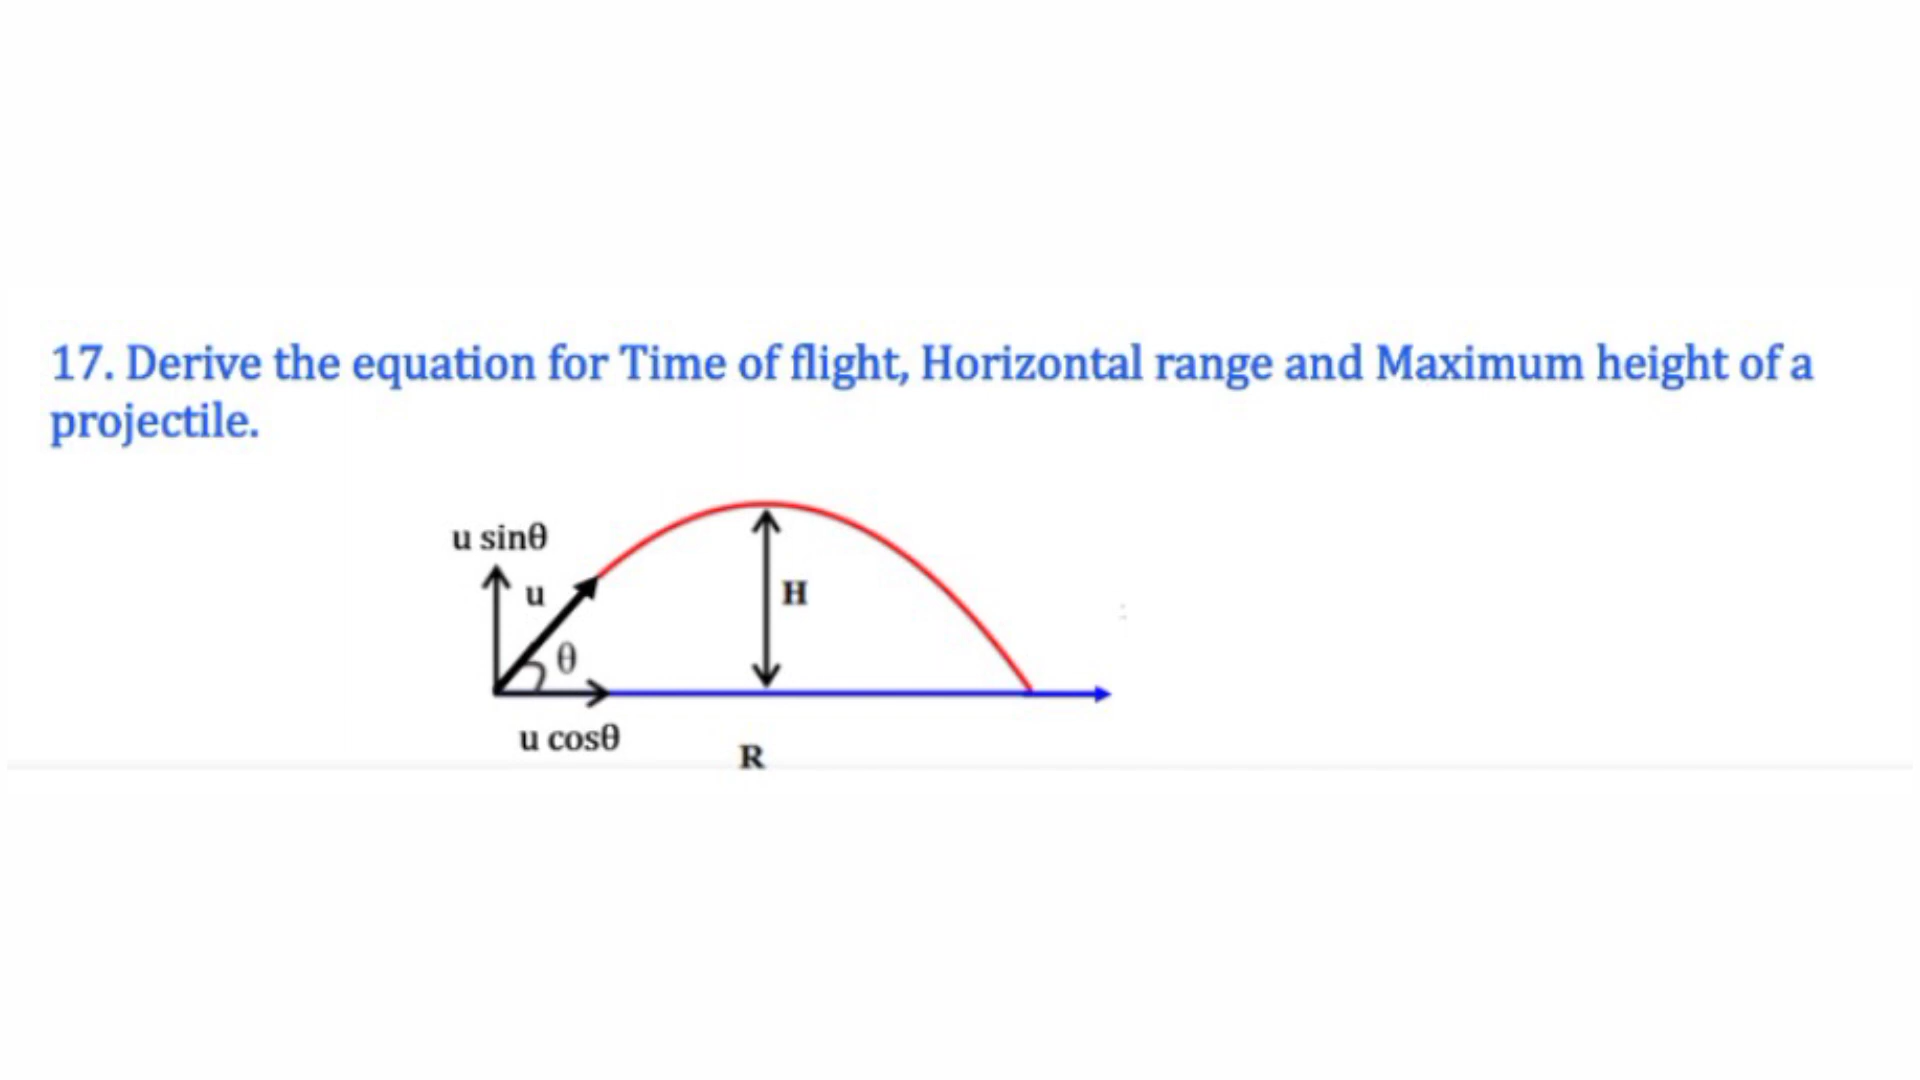 17. Derive the equation for Time of flight, Horizontal range and Maximum height of a
projectile.
u sinθ
u
H
θ
u cosθ
R